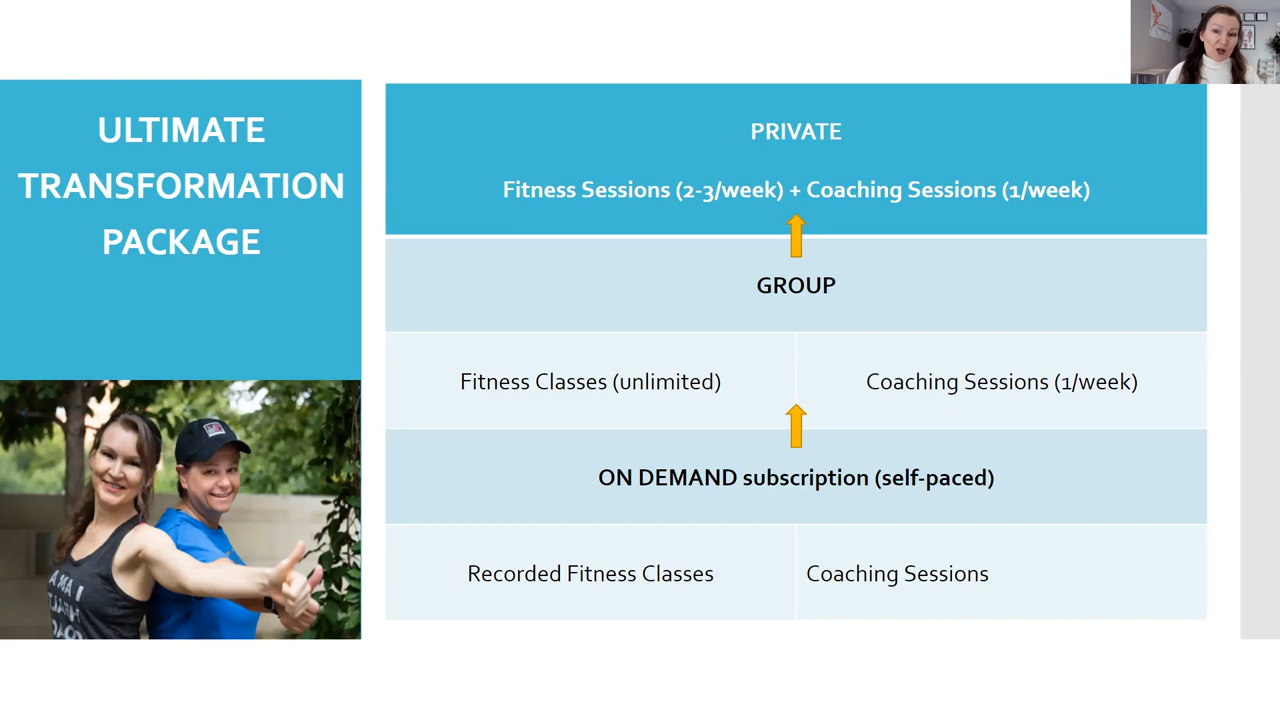 ULTIMATE
TRANSFORMATION
PACKAGE
PRIVATE
Fitness Sessions (2-3/week) + Coaching Sessions (1/week)
GROUP
Fitness Classes (unlimited)
Coaching Sessions (1/week)
ON DEMAND subscription (self-paced)
Recorded Fitness Classes
Coaching Sessions